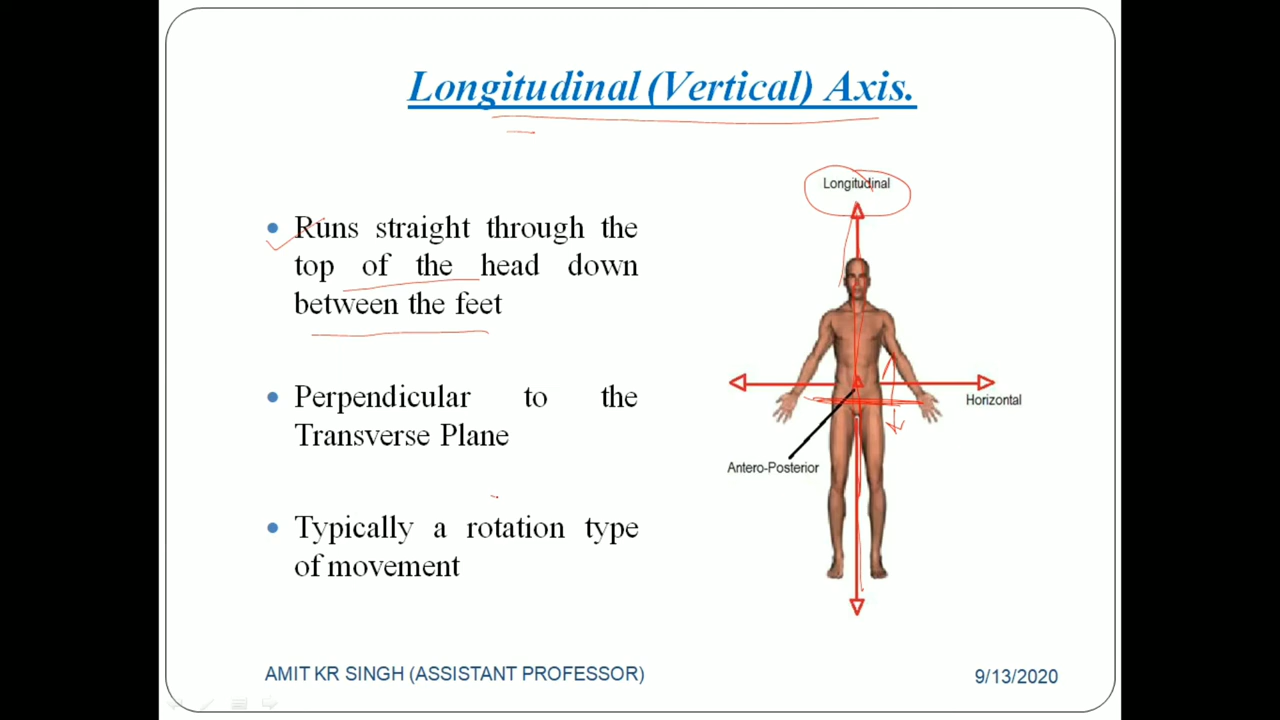 Longitudinal (Vertical) Axis.
Longitudinal
Runs straight through the
top of the head down
between the feet
Perpendicular to the
Transverse Plane
Horizontal
Antero-Posterior
Typically a rotation type
of movement
AMIT KR SINGH (ASSISTANT PROFESSOR)
9/13/2020